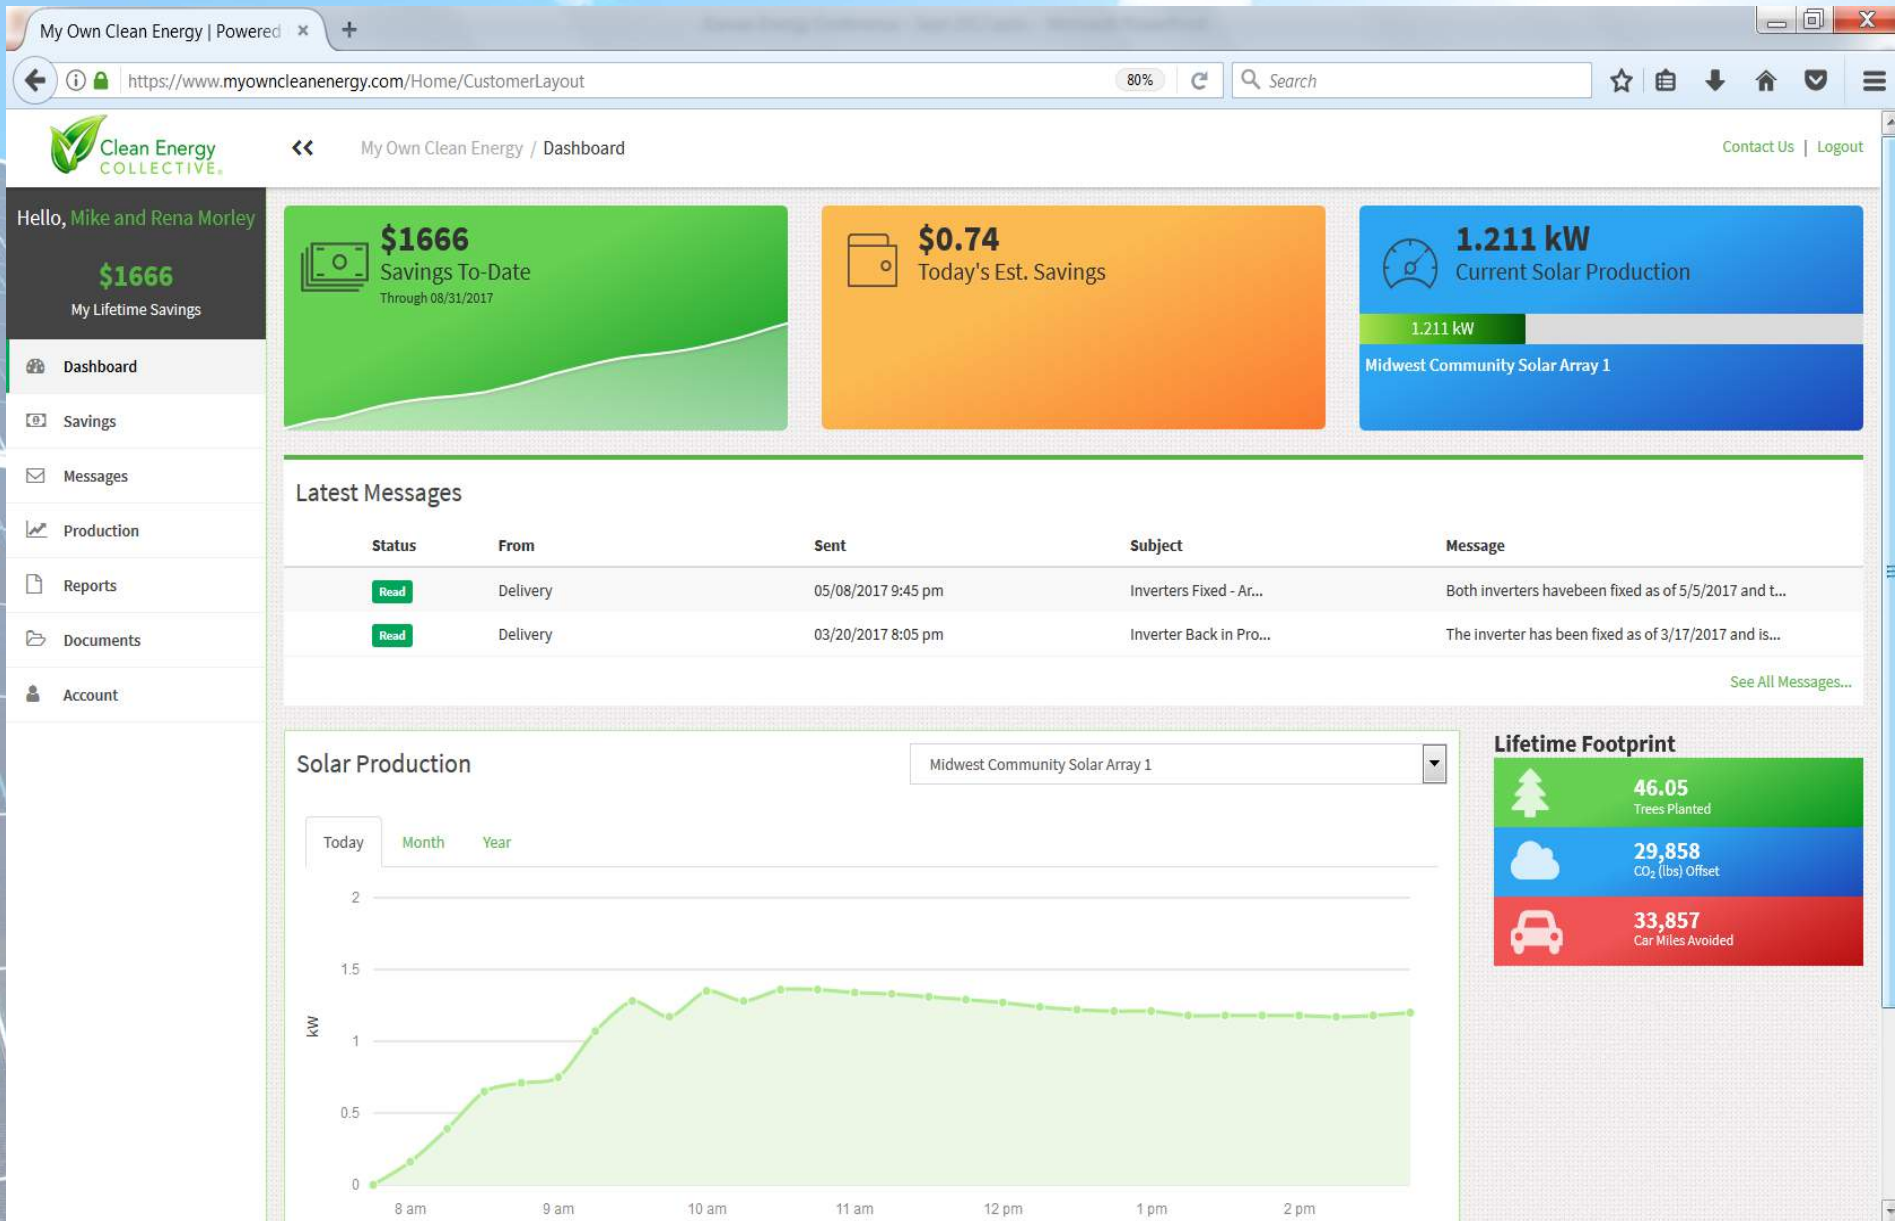 My Own Clean Energy | Powered
https://www.myowncleanenergy.com/Home/CustomerLayout
80%
Search
Clean Energy
COLLECTIVE
My Own Clean Energy / Dashboard
Contact Us | Logout
Hello, Mike and Rena Morley
$1666
My Lifetime Savings
Dashboard
Savings
Messages
Production
Reports
Documents
Account
$1666
Savings To-Date
Through 08/31/2017
$0.74
Today's Est. Savings
1.211 kW
Current Solar Production
1.211 kW
Midwest Community Solar Array 1
Latest Messages
Status From Sent Subject Message
Read Delivery 05/08/2017 9:45 pm Inverters Fixed - Ar... Both inverters havebeen fixed as of 5/5/2017 and t...
Read Delivery 03/20/2017 8:05 pm Inverter Back in Pro... The inverter has been fixed as of 3/17/2017 and is...
See All Messages...
Solar Production
Midwest Community Solar Array 1
Today Month Year
2
1.5
1
0.5
0
kW
8 am 9 am 10 am 11 am 12 pm 1 pm 2 pm
Lifetime Footprint
46.05
Trees Planted
29,858
CO₂ (lbs) Offset
33,857
Car Miles Avoided